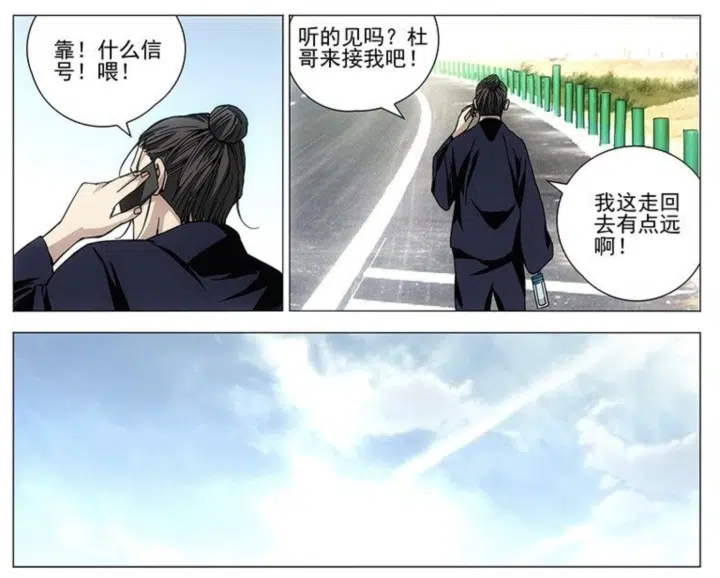 靠！什么信
号！喂！
听的见吗？杜
哥来接我吧！
我这走回
去有点远
啊！